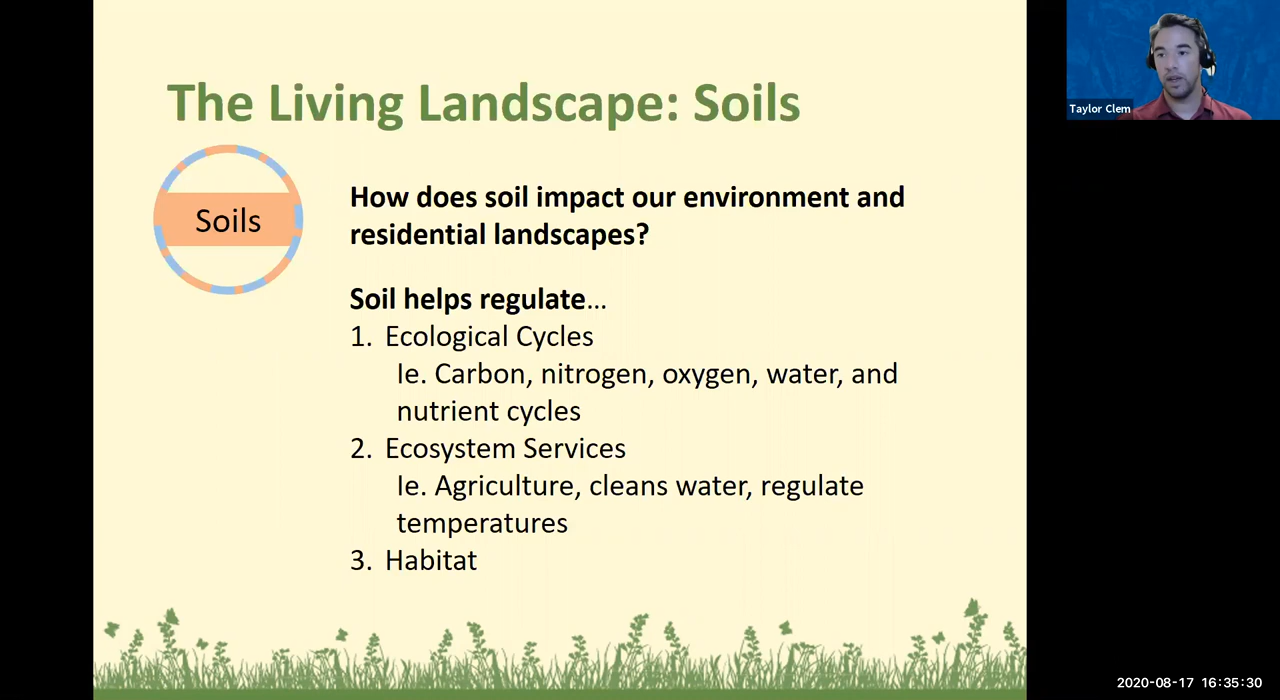 The Living Landscape: Soils
Soils
How does soil impact our environment and
residential landscapes?
Soil helps regulate...
1. Ecological Cycles
Ie. Carbon, nitrogen, oxygen, water, and
nutrient cycles
2. Ecosystem Services
Ie. Agriculture, cleans water, regulate
temperatures
3. Habitat
Taylor Clem
2020-08-17 16:35:30